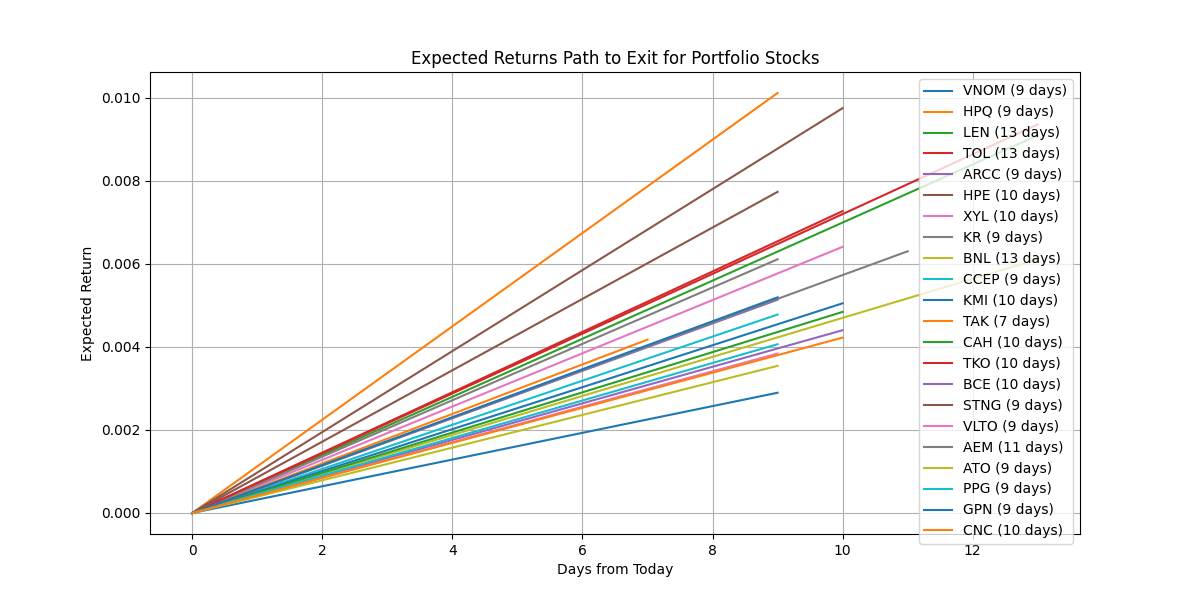 Expected Returns Path to Exit for Portfolio Stocks
Expected Return
0.010
0.008
0.006
0.004
0.002
0.000
0 2 4 6 8 10 12
Days from Today
VNOM (9 days)
HPQ (9 days)
LEN (13 days)
TOL (13 days)
ARCC (9 days)
HPE (10 days)
XYL (10 days)
KR (9 days)
BNL (13 days)
CCEP (9 days)
KMI (10 days)
TAK (7 days)
CAH (10 days)
TKO (10 days)
BCE (10 days)
STNG (9 days)
VLTO (9 days)
AEM (11 days)
ATO (9 days)
PPG (9 days)
GPN (9 days)
CNC (10 days)